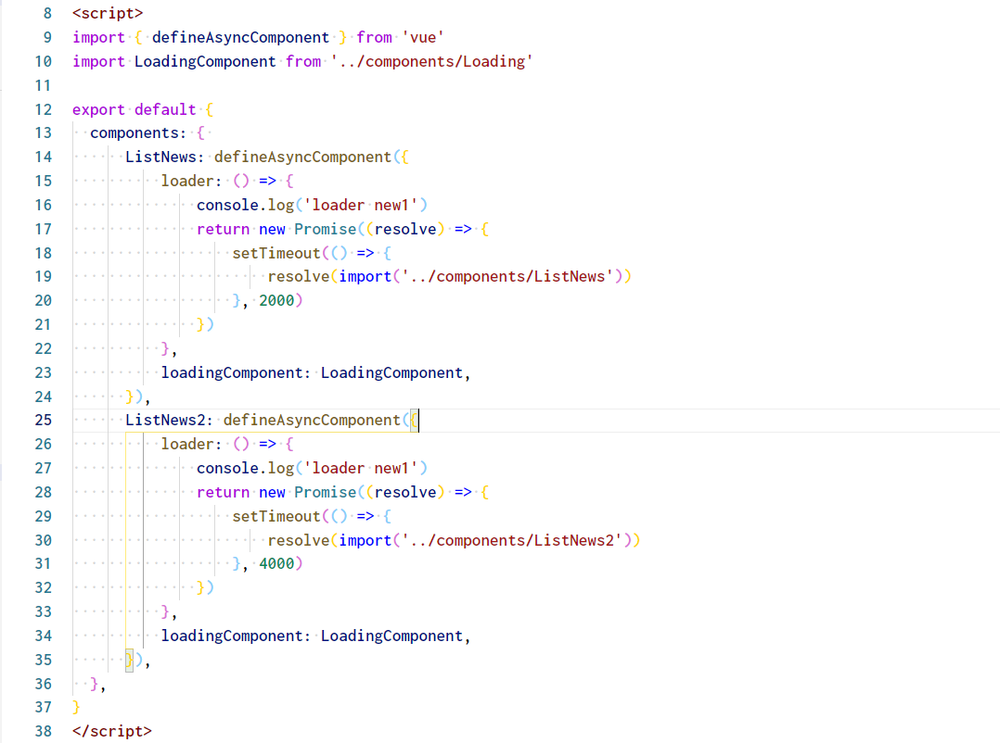 8 <script>
9 import { defineAsyncComponent } from 'vue'
10 import LoadingComponent from '../components/Loading'
11
12 export default {
13   components: {
14       ListNews: defineAsyncComponent({
15           loader: () => {
16               console.log('loader new1')
17               return new Promise((resolve) => {
18                   setTimeout(() => {
19                       resolve(import('../components/ListNews'))
20                   }, 2000)
21               })
22           },
23           loadingComponent: LoadingComponent,
24       }),
25       ListNews2: defineAsyncComponent({
26           loader: () => {
27               console.log('loader new1')
28               return new Promise((resolve) => {
29                   setTimeout(() => {
30                       resolve(import('../components/ListNews2'))
31                   }, 4000)
32               })
33           },
34           loadingComponent: LoadingComponent,
35       }),
36   },
37 }
38 </script>